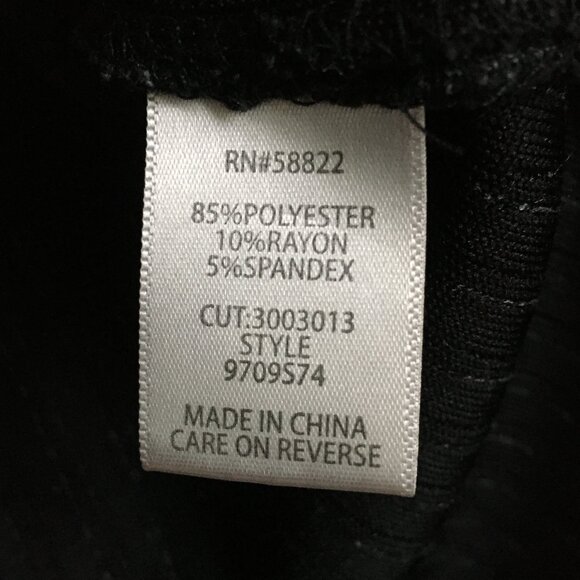 RN#58822
85%POLYESTER
10%RAYON
5%SPANDEX
CUT:3003013
STYLE
9709S74
MADE IN CHINA
CARE ON REVERSE